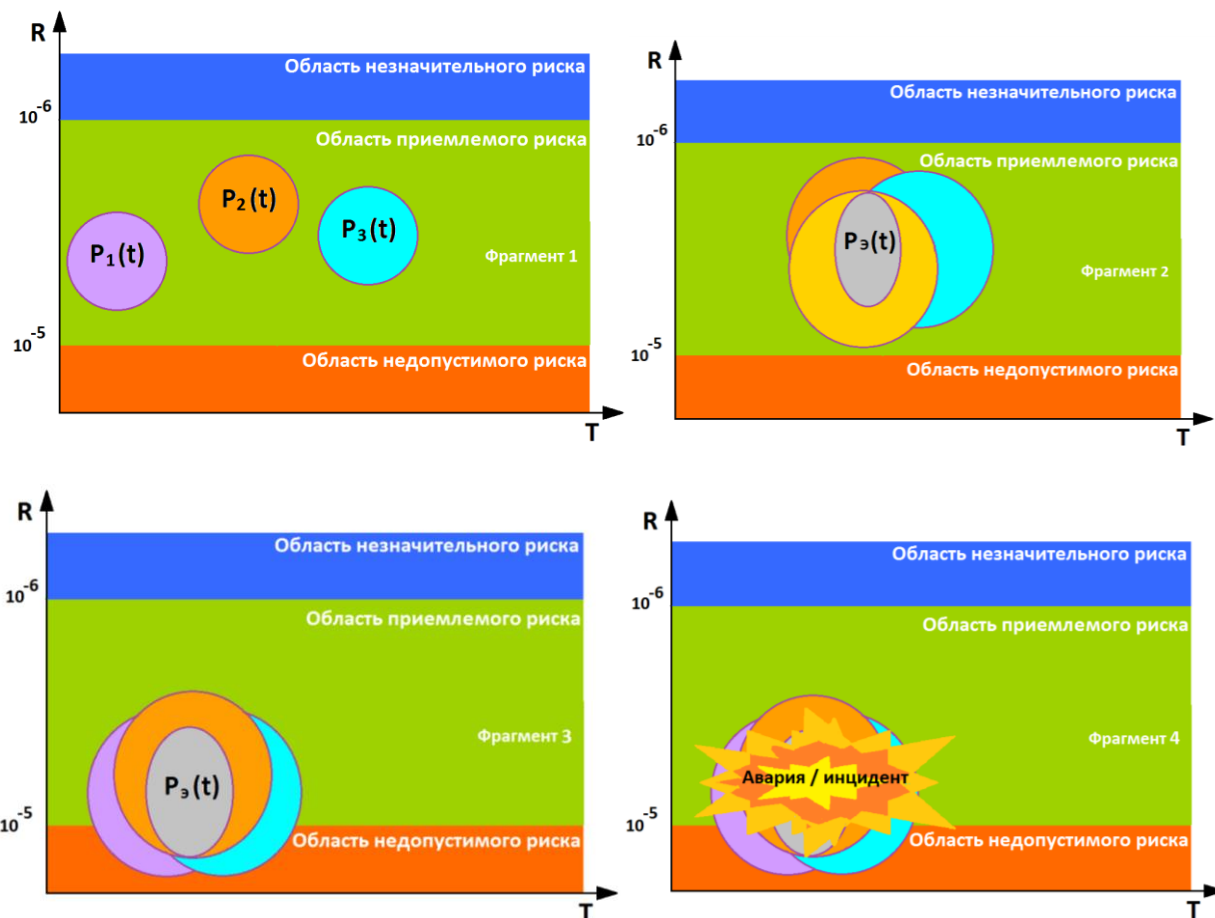 R
Область незначительного риска
10-6
Область приемлемого риска
P2(t)
P3(t)
P1(t)
Фрагмент 1
10-5
Область недопустимого риска
T
R
Область незначительного риска
10-6
Область приемлемого риска
Pэ(t)
Фрагмент 2
10-5
Область недопустимого риска
T
R
Область незначительного риска
10-6
Область приемлемого риска
Фрагмент 3
Pэ(t)
10-5
Область недопустимого риска
T
R
Область незначительного риска
10-6
Область приемлемого риска
Фрагмент 4
Авария / инцидент
10-5
Область недопустимого риска
T